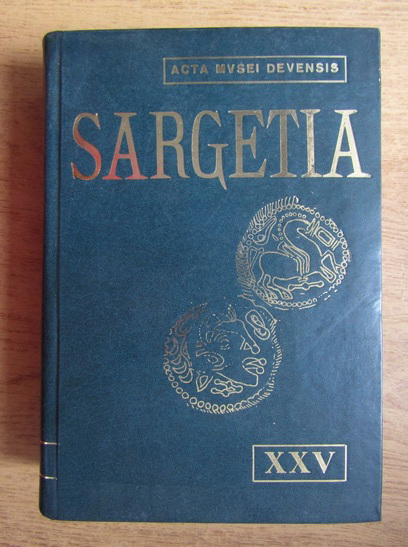 ACTA MVSEI DEVENSIS
SARGETIA
XXV